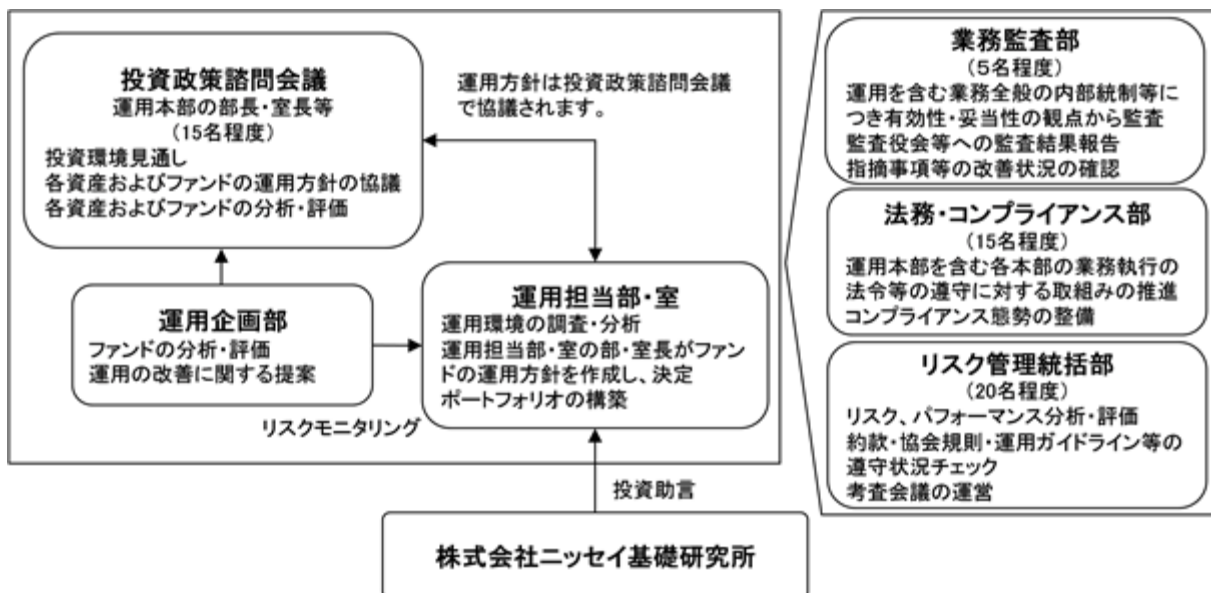 投資政策諮問会議
運用本部の部長・室長等
(15名程度)
投資環境見通し
各資産およびファンドの運用方針の協議
各資産およびファンドの分析・評価
運用方針は投資政策諮問会議
で協議されます。
運用企画部
ファンドの分析・評価
運用の改善に関する提案
リスクモニタリング
運用担当部・室
運用環境の調査・分析
運用担当部・室の部・室長がファン
ドの運用方針を作成し、決定
ポートフォリオの構築
投資助言
株式会社ニッセイ基礎研究所
業務監査部
(5名程度)
運用を含む業務全般の内部統制等に
つき有効性・妥当性の観点から監査
監査役会等への監査結果報告
指摘事項等の改善状況の確認
法務・コンプライアンス部
(15名程度)
運用本部を含む各本部の業務執行の
法令等の遵守に対する取組みの推進
コンプライアンス態勢の整備
リスク管理統括部
(20名程度)
リスク、パフォーマンス分析・評価
約款・協会規則・運用ガイドライン等の
遵守状況チェック
考査会議の運営